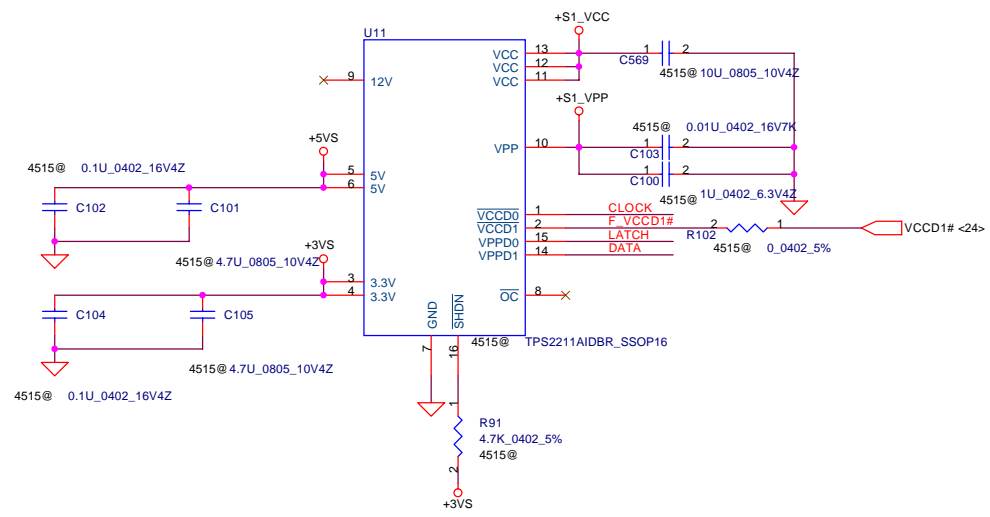 +S1_VCC
U11
VCC 13
VCC 12
VCC 11
1 2
C569
4515@ 10U_0805_10V4Z
9 12V
+S1_VPP
+5VS
4515@ 0.01U_0402_16V7K
VPP 10
1 2
C103
1 2
C100
4515@ 1U_0402_6.3V4Z
4515@ 0.1U_0402_16V4Z
5 5V
6 5V
C102
C101
VCCD0 1 CLOCK
VCCD1 2 F_VCCD1#
VPPD0 15 LATCH
VPPD1 14 DATA
2 1
R102
4515@ 0_0402_5%
VCCD1# <24>
+3VS
4515@ 4.7U_0805_10V4Z
3 3.3V
4 3.3V
OC 8
C104
C105
GND
SHDN
7
16
4515@ TPS2211AIDBR_SSOP16
4515@ 4.7U_0805_10V4Z
4515@ 0.1U_0402_16V4Z
1
R91
4.7K_0402_5%
4515@
2
+3VS